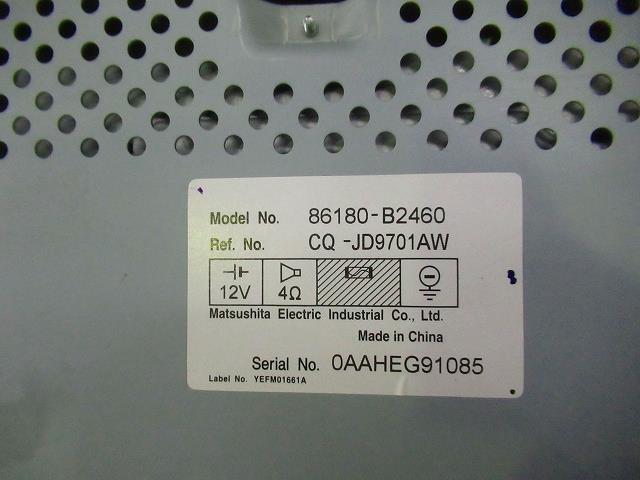 Model No. 86180-B2460
Ref. No. CQ-JD9701AW
12V 4Ω
Matsushita Electric Industrial Co., Ltd.
Made in China
Serial No. 0AAHEG91085
Label No. YEFM01661A